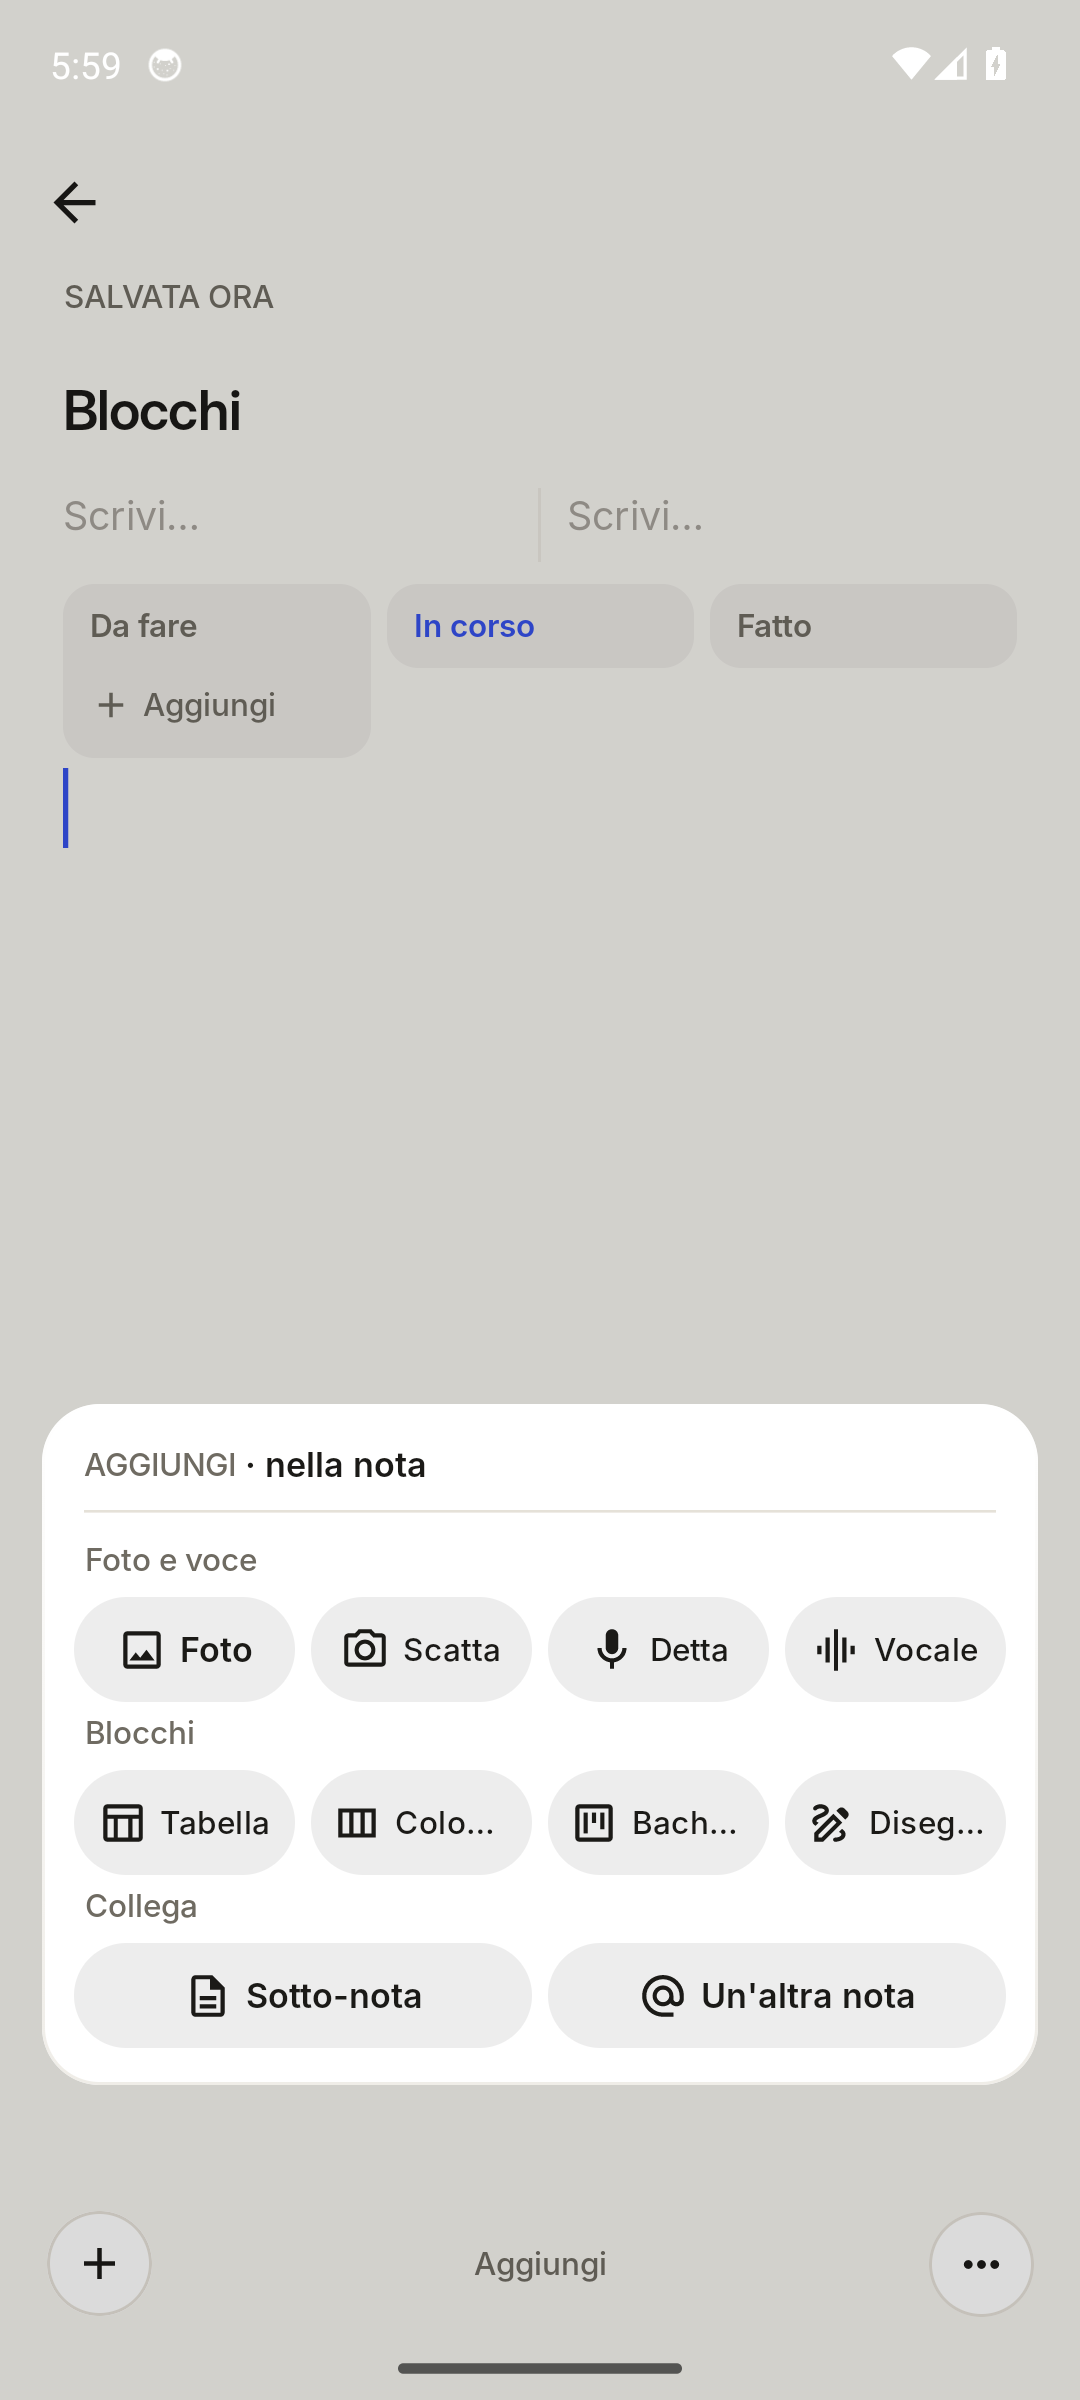 5:59
SALVATA ORA
Blocchi
Scrivi... Scrivi...
Da fare In corso Fatto
+ Aggiungi
AGGIUNGI · nella nota
Foto e voce
Foto Scatta Detta Vocale
Blocchi
Tabella Colo... Bach... Diseg...
Collega
Sotto-nota Un'altra nota
Aggiungi